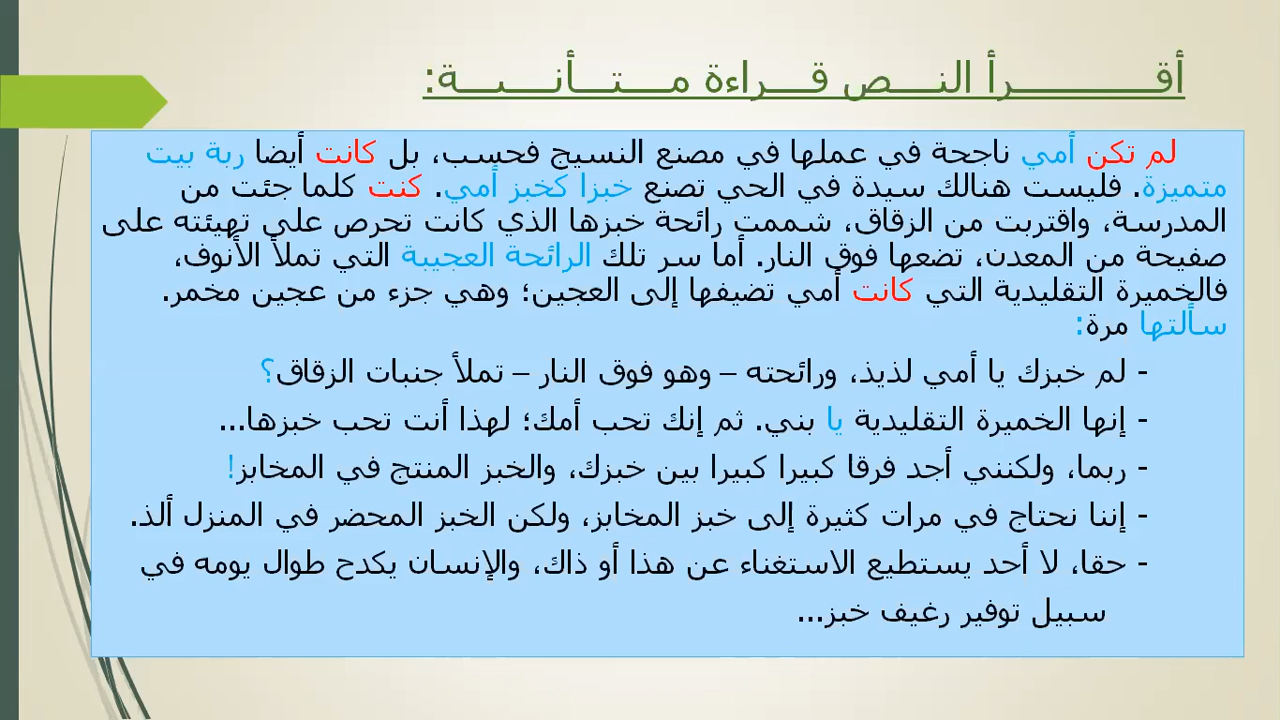 أقـــــــــــرأ النـــص قـــراءة مـــتـــأنـــيـــة:
لم تكن أمي ناجحة في عملها في مصنع النسيج فحسب، بل كانت أيضا ربة بيت
متميزة. فليست هنالك سيدة في الحي تصنع خبزا كخبز أمي. كنت كلما جئت من
المدرسة، واقتربت من الزقاق، شممت رائحة خبزها الذي كانت تحرص على تهيئته على
صفيحة من المعدن، تضعها فوق النار. أما سر تلك الرائحة العجيبة التي تملأ الأنوف،
فالخميرة التقليدية التي كانت أمي تضيفها إلى العجين؛ وهي جزء من عجين مخمر.
سألتها مرة:
- لم خبزك يا أمي لذيذ، ورائحته – وهو فوق النار – تملأ جنبات الزقاق؟
- إنها الخميرة التقليدية يا بني. ثم إنك تحب أمك؛ لهذا أنت تحب خبزها...
- ربما، ولكنني أجد فرقا كبيرا كبيرا بين خبزك، والخبز المنتج في المخابز!
- إننا نحتاج في مرات كثيرة إلى خبز المخابز، ولكن الخبز المحضر في المنزل ألذ.
- حقا، لا أحد يستطيع الاستغناء عن هذا أو ذاك، والإنسان يكدح طوال يومه في
سبيل توفير رغيف خبز...